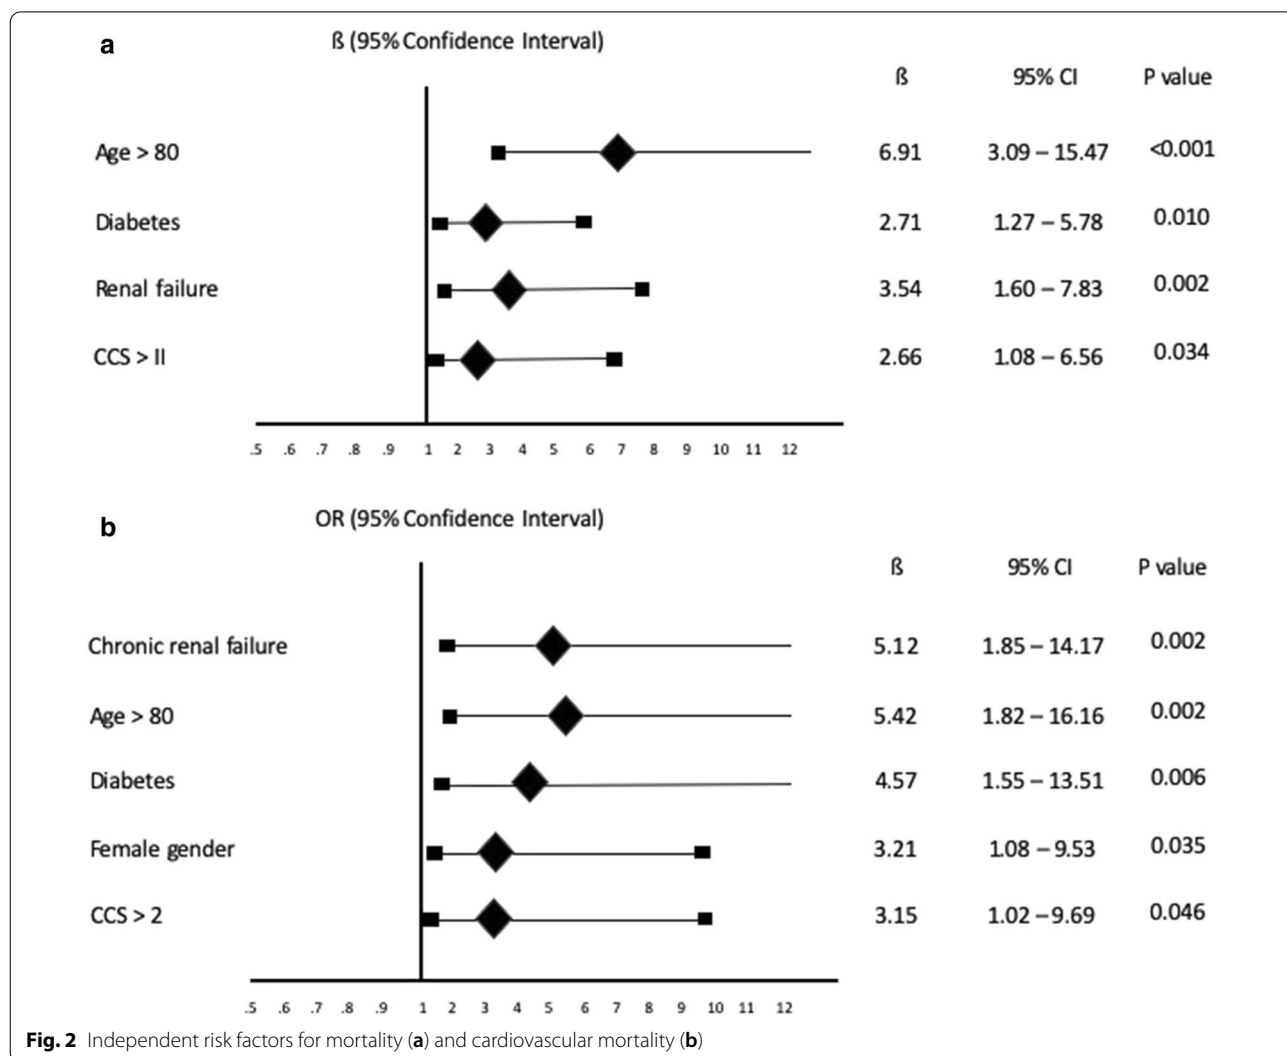 a
ß (95% Confidence Interval)
ß 95% CI P value
Age > 80 6.91 3.09 – 15.47 <0.001
Diabetes 2.71 1.27 – 5.78 0.010
Renal failure 3.54 1.60 – 7.83 0.002
CCS > II 2.66 1.08 – 6.56 0.034
.5 .6 .7 .8 .9 1 2 3 4 5 6 7 8 9 10 11 12
b
OR (95% Confidence Interval)
ß 95% CI P value
Chronic renal failure 5.12 1.85 – 14.17 0.002
Age > 80 5.42 1.82 – 16.16 0.002
Diabetes 4.57 1.55 – 13.51 0.006
Female gender 3.21 1.08 – 9.53 0.035
CCS > 2 3.15 1.02 – 9.69 0.046
.5 .6 .7 .8 .9 1 2 3 4 5 6 7 8 9 10 11 12
Fig. 2 Independent risk factors for mortality (a) and cardiovascular mortality (b)